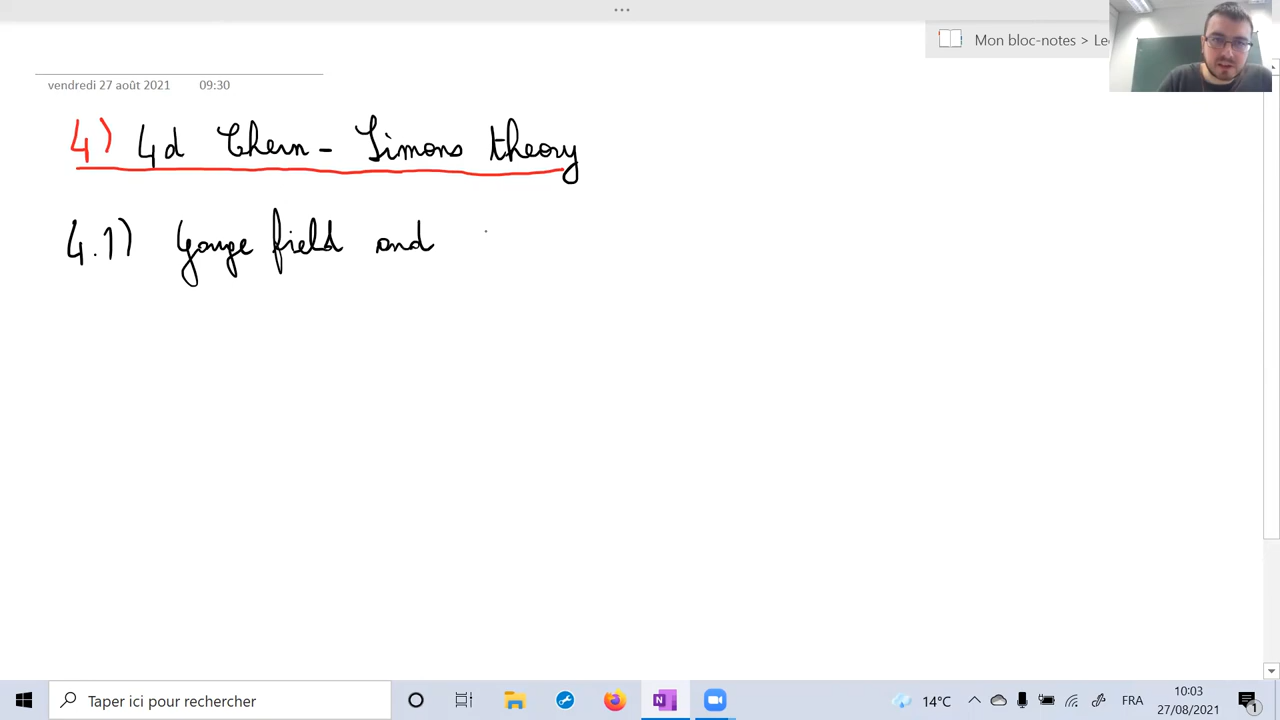 Mon bloc-notes > Le
vendredi 27 août 2021 09:30
4) 4d Chern - Simons theory
4.1) Gauge field and
Taper ici pour rechercher
14°C
FRA
10:03
27/08/2021
1